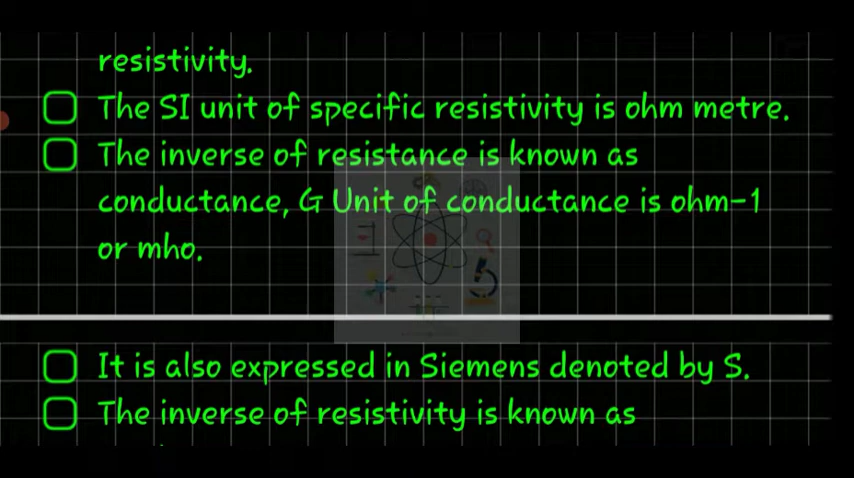 resistivity.
The SI unit of specific resistivity is ohm metre.
The inverse of resistance is known as
conductance, G Unit of conductance is ohm-1
or mho.
It is also expressed in Siemens denoted by S.
The inverse of resistivity is known as